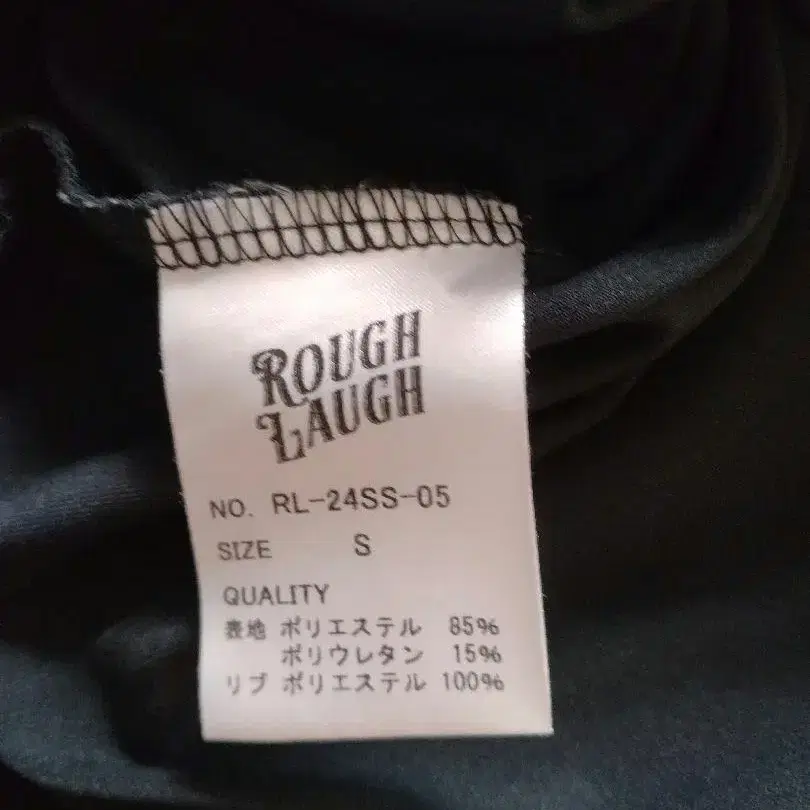 ROUGH
LAUGH
NO. RL-24SS-05
SIZE S
QUALITY
表地 ポリエステル 85%
ポリウレタン 15%
リブ ポリエステル 100%